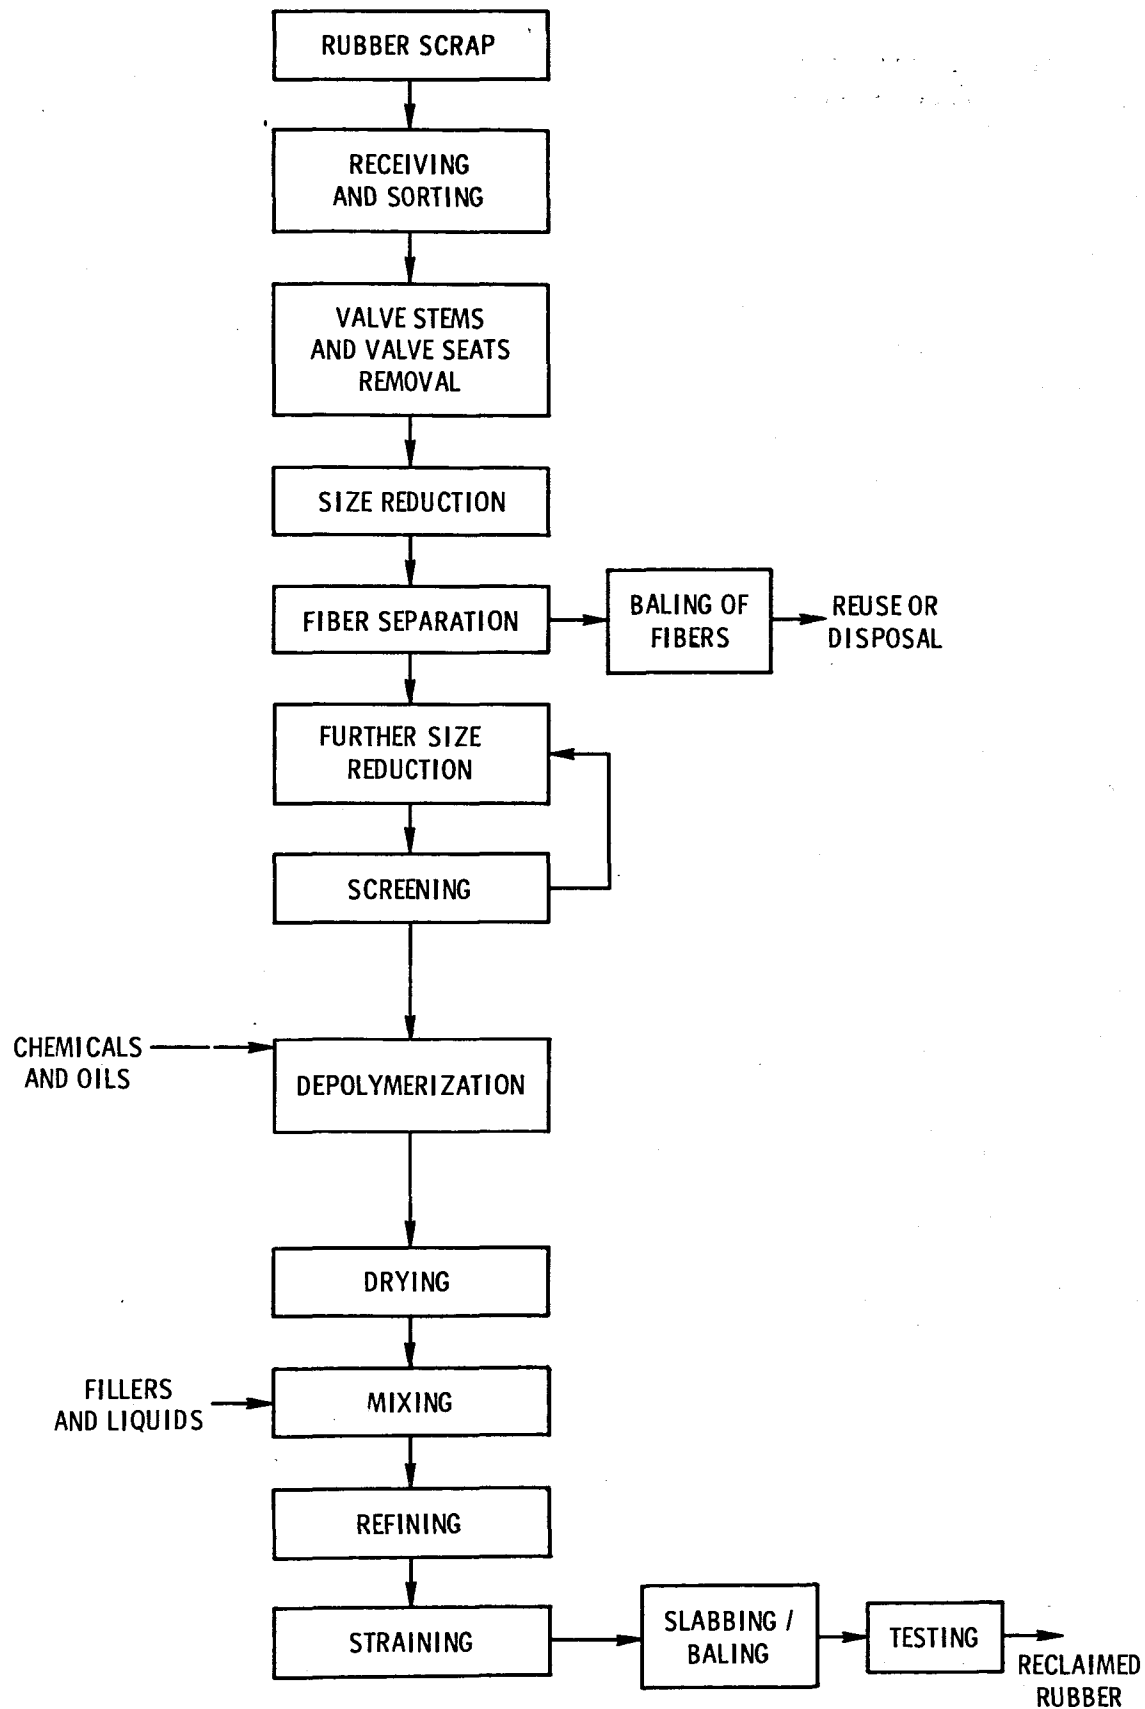 RUBBER SCRAP
RECEIVING
AND SORTING
VALVE STEMS
AND VALVE SEATS
REMOVAL
SIZE REDUCTION
FIBER SEPARATION
BALING OF
FIBERS
REUSE OR
DISPOSAL
FURTHER SIZE
REDUCTION
SCREENING
CHEMICALS
AND OILS
DEPOLYMERIZATION
DRYING
FILLERS
AND LIQUIDS
MIXING
REFINING
STRAINING
SLABBING /
BALING
TESTING
RECLAIMED
RUBBER